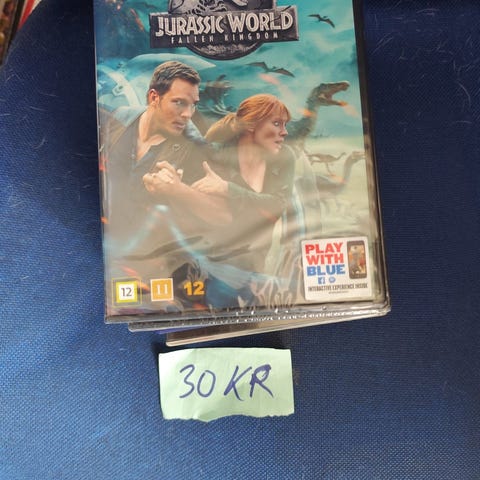 JURASSIC WORLD
FALLEN KINGDOM
PLAY
WITH
BLUE
INTERACTIVE EXPERIENCE INSIDE
12
11
12
30 KR